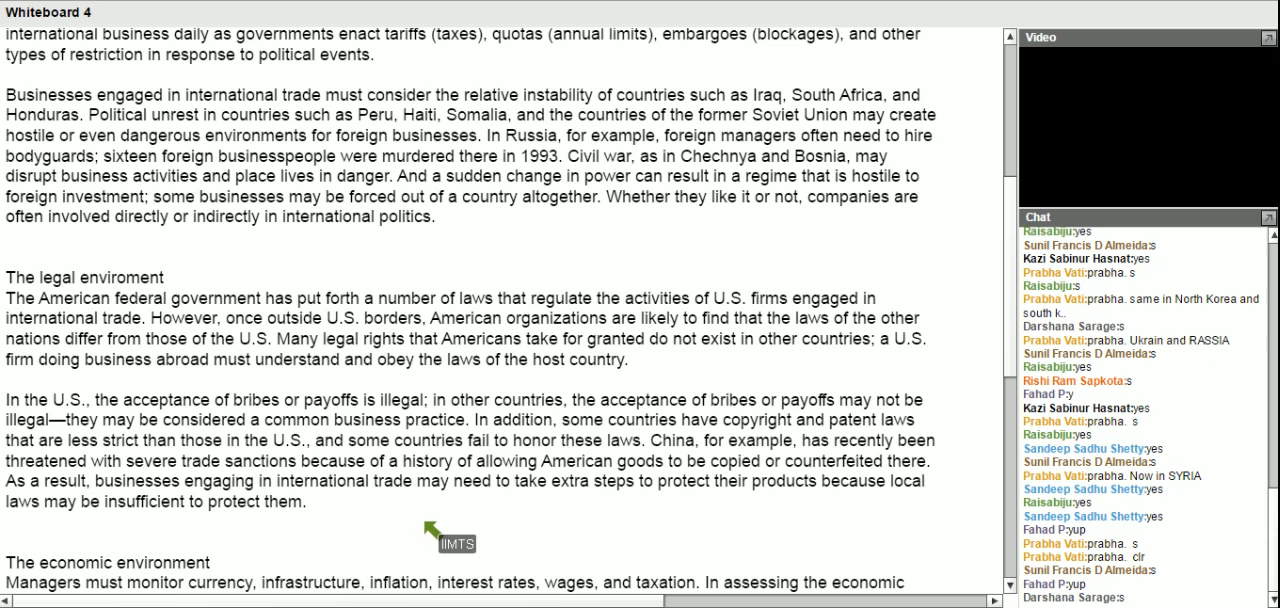 Whiteboard 4
international business daily as governments enact tariffs (taxes), quotas (annual limits), embargoes (blockages), and other
types of restriction in response to political events.
Businesses engaged in international trade must consider the relative instability of countries such as Iraq, South Africa, and
Honduras. Political unrest in countries such as Peru, Haiti, Somalia, and the countries of the former Soviet Union may create
hostile or even dangerous environments for foreign businesses. In Russia, for example, foreign managers often need to hire
bodyguards; sixteen foreign businesspeople were murdered there in 1993. Civil war, as in Chechnya and Bosnia, may
disrupt business activities and place lives in danger. And a sudden change in power can result in a regime that is hostile to
foreign investment; some businesses may be forced out of a country altogether. Whether they like it or not, companies are
often involved directly or indirectly in international politics.
The legal enviroment
The American federal government has put forth a number of laws that regulate the activities of U.S. firms engaged in
international trade. However, once outside U.S. borders, American organizations are likely to find that the laws of the other
nations differ from those of the U.S. Many legal rights that Americans take for granted do not exist in other countries; a U.S.
firm doing business abroad must understand and obey the laws of the host country.
In the U.S., the acceptance of bribes or payoffs is illegal; in other countries, the acceptance of bribes or payoffs may not be
illegal—they may be considered a common business practice. In addition, some countries have copyright and patent laws
that are less strict than those in the U.S., and some countries fail to honor these laws. China, for example, has recently been
threatened with severe trade sanctions because of a history of allowing American goods to be copied or counterfeited there.
As a result, businesses engaging in international trade may need to take extra steps to protect their products because local
laws may be insufficient to protect them.
IIMTS
The economic environment
Managers must monitor currency, infrastructure, inflation, interest rates, wages, and taxation. In assessing the economic
Video
Chat
Raisabiju:yes
Sunil Francis D Almeida:s
Kazi Sabinur Hasnat:yes
Prabha Vati:prabha. s
Raisabiju:s
Prabha Vati:prabha. same in North Korea and
south k..
Darshana Sarage:s
Prabha Vati:prabha. Ukrain and RASSIA
Sunil Francis D Almeida:s
Raisabiju:yes
Rishi Ram Sapkota:s
Fahad P:y
Kazi Sabinur Hasnat:yes
Prabha Vati:prabha. s
Raisabiju:yes
Sandeep Sadhu Shetty:yes
Sunil Francis D Almeida:s
Prabha Vati:prabha. Now in SYRIA
Sandeep Sadhu Shetty:yes
Raisabiju:yes
Sandeep Sadhu Shetty:yes
Fahad P:yup
Prabha Vati:prabha. s
Prabha Vati:prabha. clr
Sunil Francis D Almeida:s
Fahad P:yup
Darshana Sarage:s